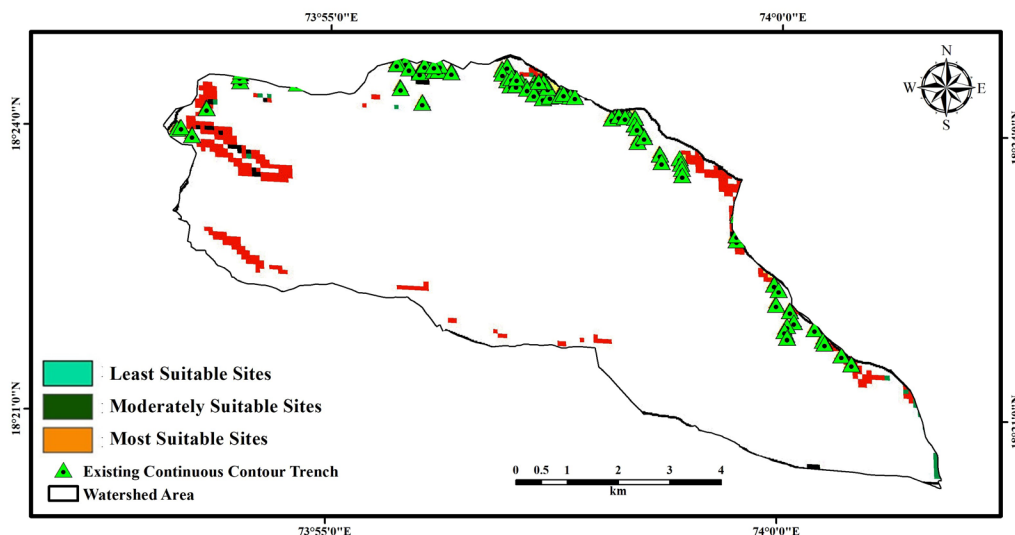 73°55'0"E 74°0'0"E
N
W E
S
18°24'0"N 18°24'0"N
Least Suitable Sites
Moderately Suitable Sites
Most Suitable Sites
Existing Continuous Contour Trench
Watershed Area
0 0.5 1 2 3 4
km
18°21'0"N 18°21'0"N
73°55'0"E 74°0'0"E